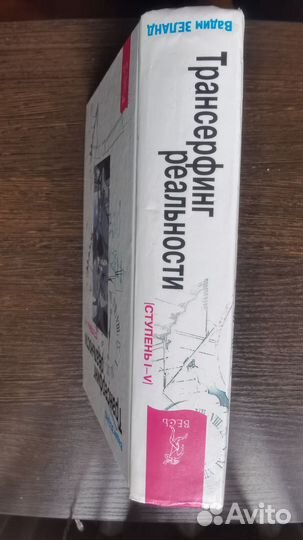 Вадим ЗЕЛАНД
Трансерфинг
реальности
|СТУПЕНЬ I–V|
ВЕСЬ
Avito